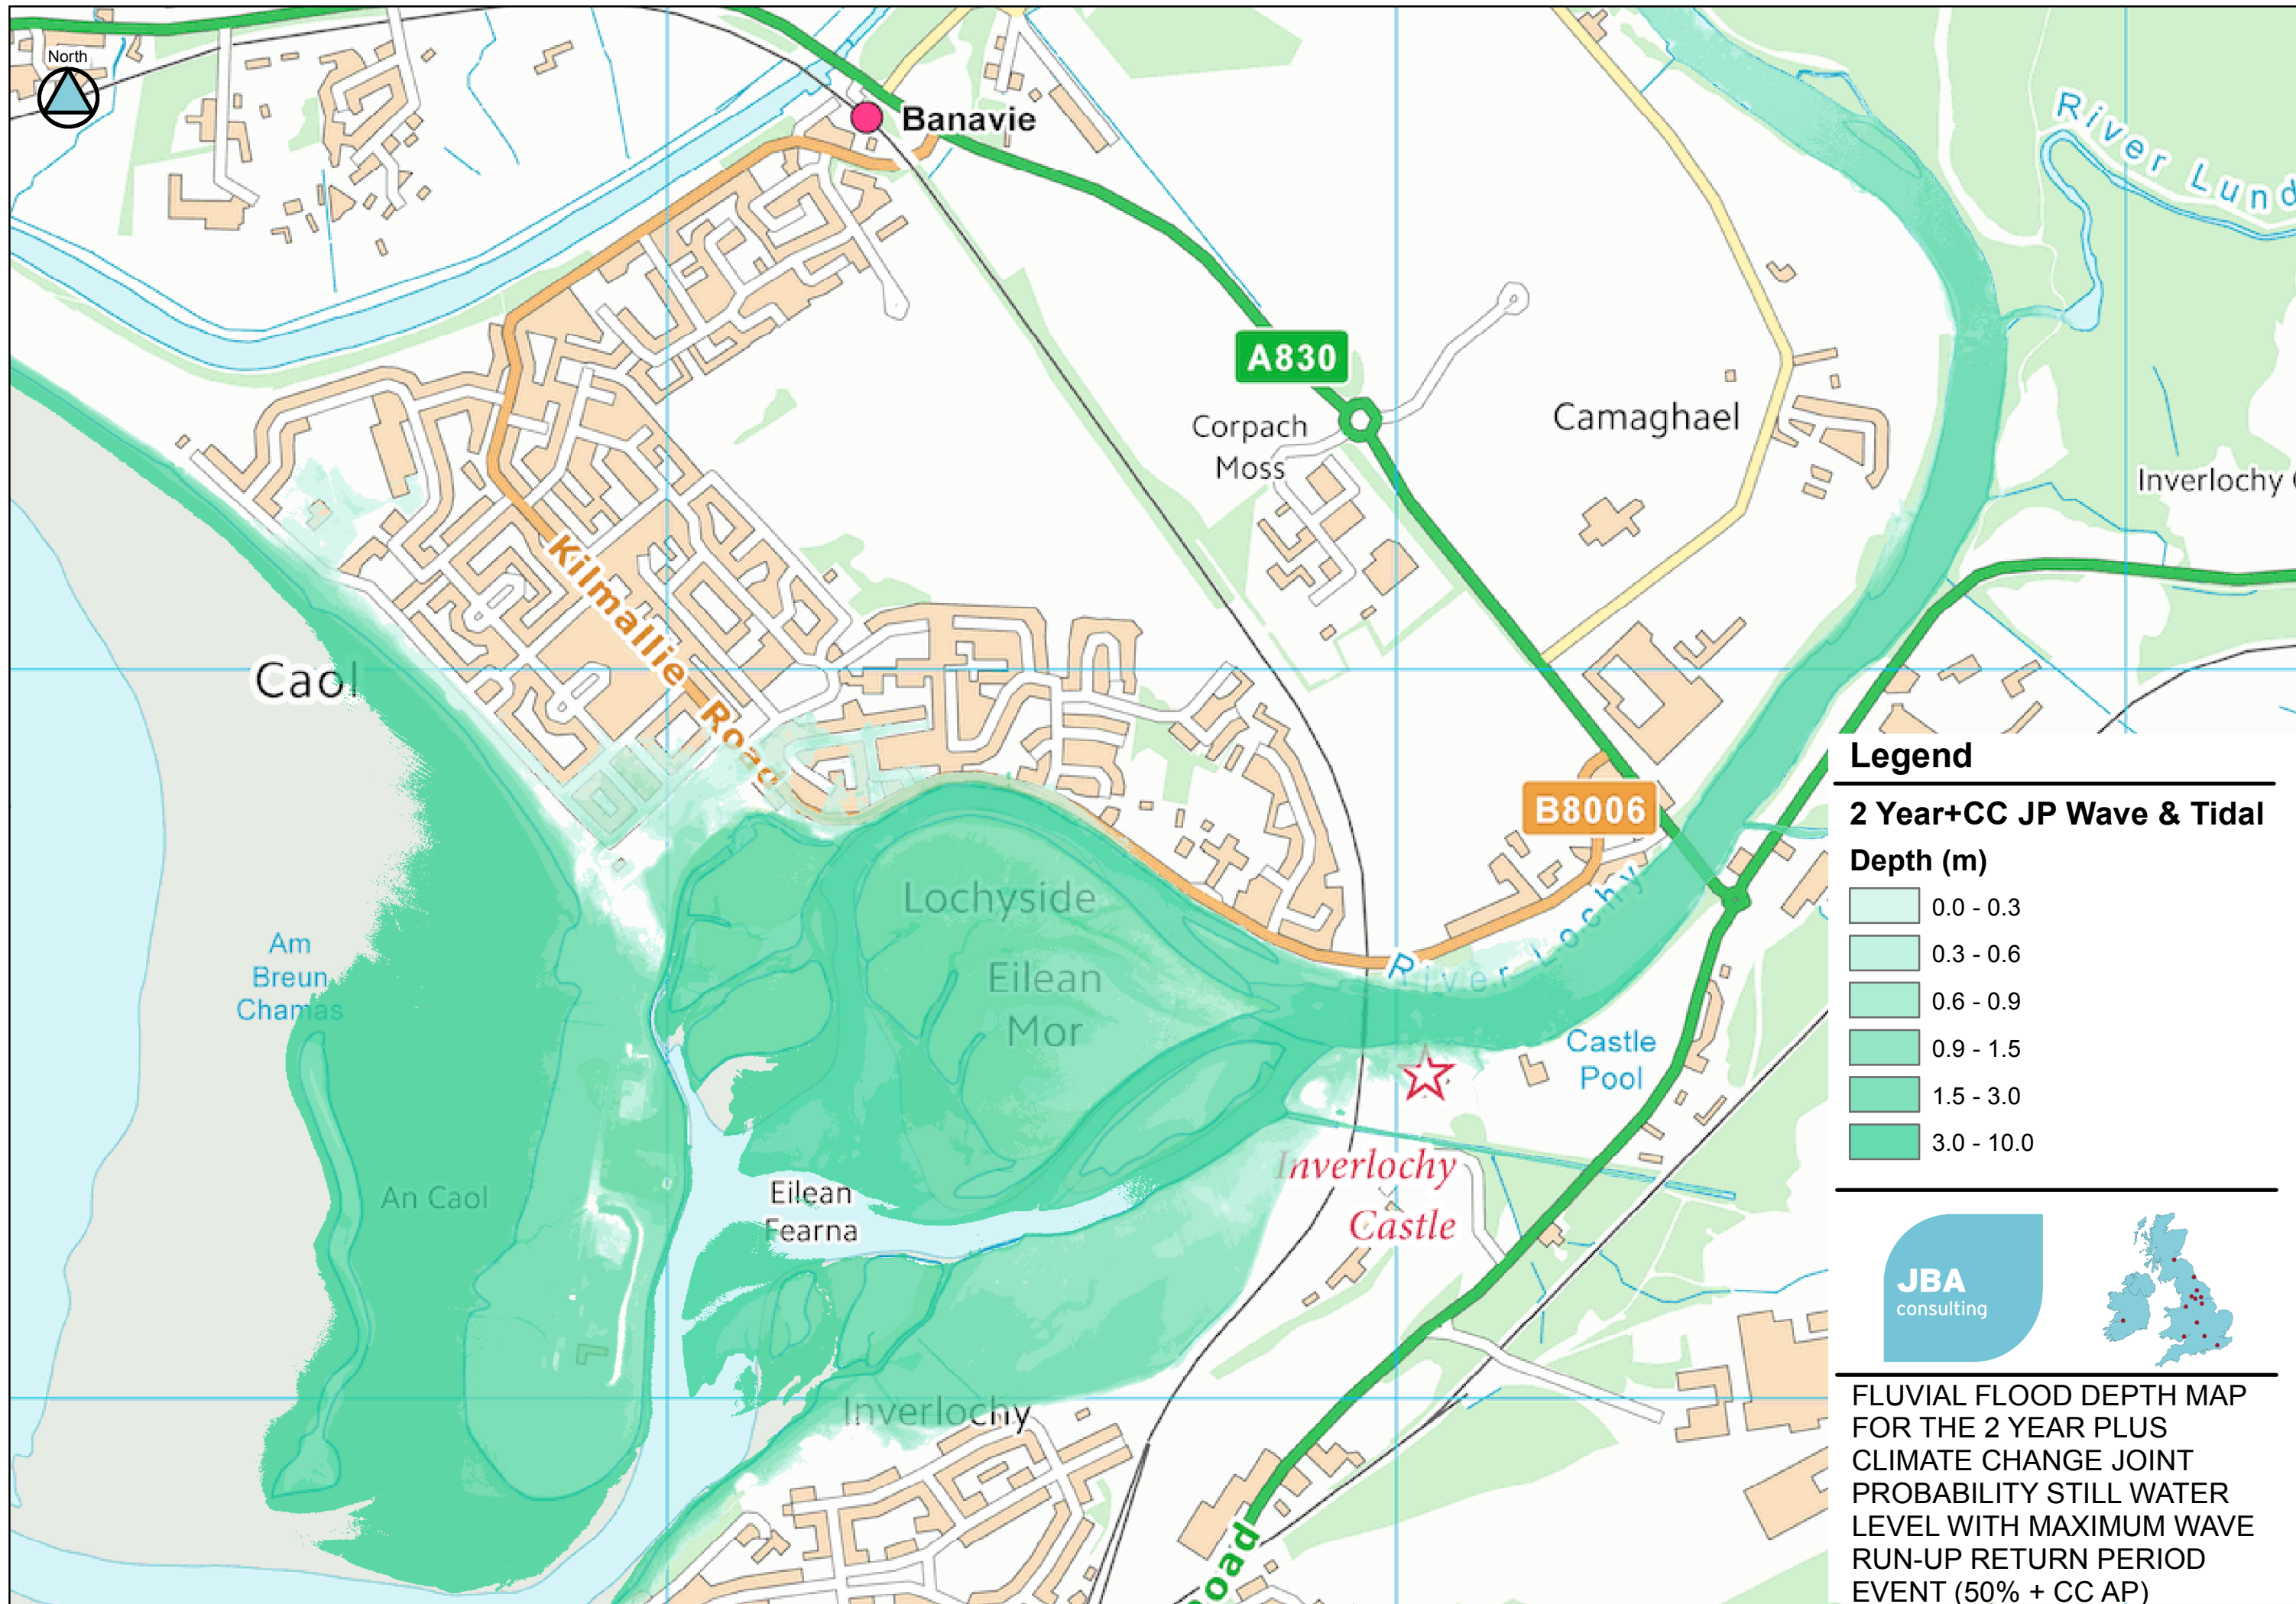 North
Banavie
River Lund
A830
Corpach
Moss
Camaghael
Inverlochy
Kilmallie Road
Caol
B8006
River Lochy
Lochyside
Eilean
Mor
Am
Breun
Chamas
Castle
Pool
Inverlochy
Castle
An Caol
Eilean
Fearna
Inverlochy
Road
Legend
2 Year+CC JP Wave & Tidal
Depth (m)
0.0 - 0.3
0.3 - 0.6
0.6 - 0.9
0.9 - 1.5
1.5 - 3.0
3.0 - 10.0
JBA
consulting
FLUVIAL FLOOD DEPTH MAP
FOR THE 2 YEAR PLUS
CLIMATE CHANGE JOINT
PROBABILITY STILL WATER
LEVEL WITH MAXIMUM WAVE
RUN-UP RETURN PERIOD
EVENT (50% + CC AP)